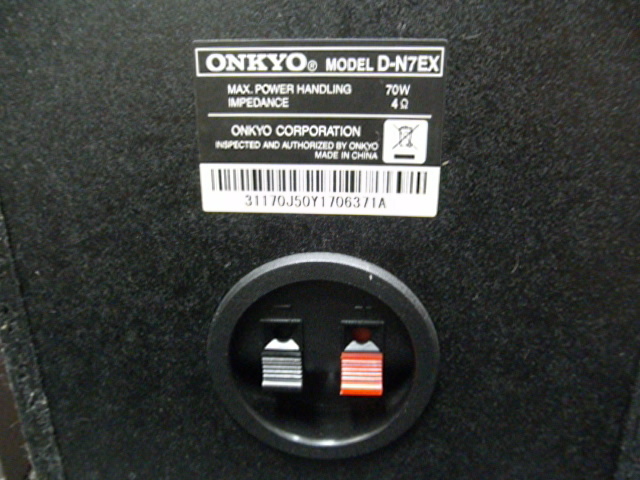 ONKYO® MODEL D-N7EX
MAX. POWER HANDLING 70W
IMPEDANCE 4 Ω
ONKYO CORPORATION
INSPECTED AND AUTHORIZED BY ONKYO
MADE IN CHINA
31170J50Y1706371A